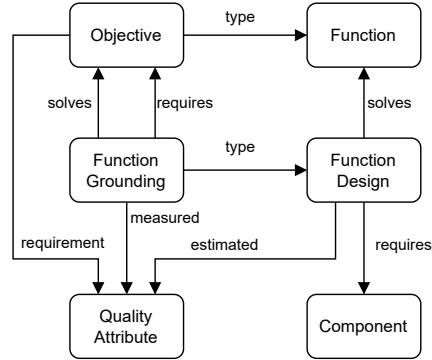 Objective
type
Function
solves
requires
solves
Function
Grounding
type
Function
Design
measured
requirement
estimated
requires
Quality
Attribute
Component